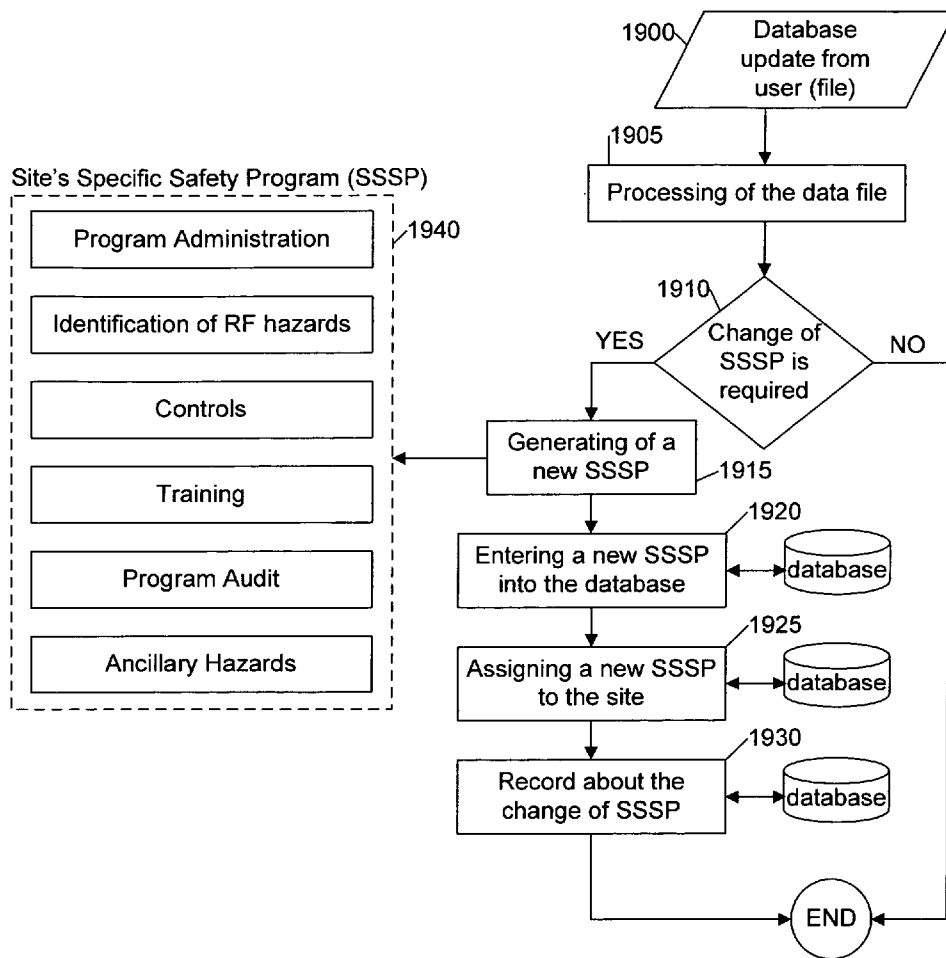 1900
Database
update from
user (file)
1905
Processing of the data file
Site's Specific Safety Program (SSSP)
1940
Program Administration
Identification of RF hazards
Controls
Training
Program Audit
Ancillary Hazards
1910
YES
Change of
SSSP is
required
NO
Generating of a
new SSSP
1915
1920
Entering a new SSSP
into the database
database
1925
Assigning a new SSSP
to the site
database
1930
Record about the
change of SSSP
database
END